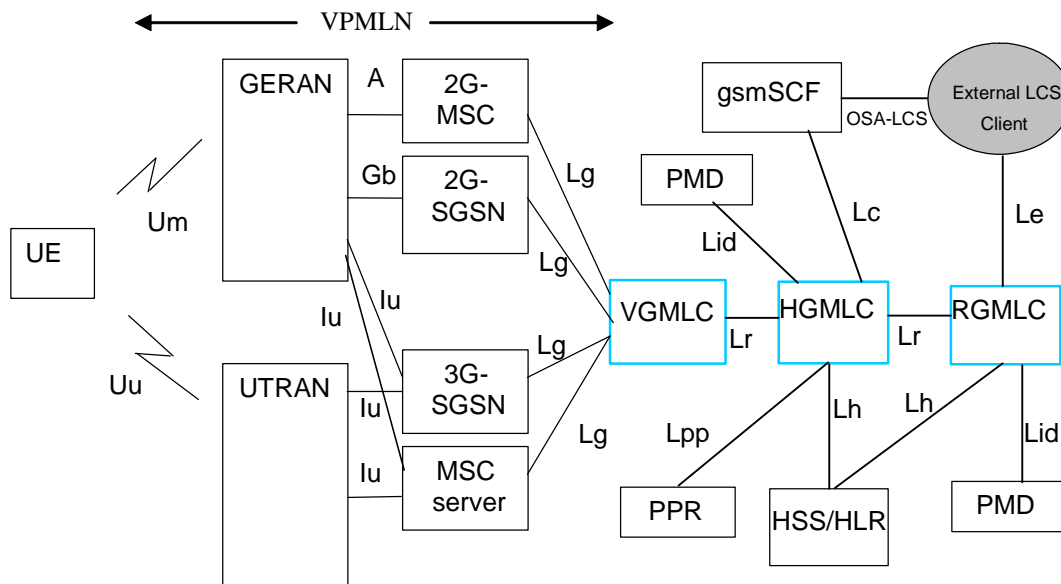 VPMLN
GERAN
A
2G-
MSC
gsmSCF
OSA-LCS
External LCS
Client
Gb
2G-
SGSN
Lg
PMD
Lc
Le
Um
Lid
UE
Lg
Iu
Iu
VGMLC
Lr
HGMLC
Lr
RGMLC
Uu
UTRAN
Iu
3G-
SGSN
Lg
Lg
Lpp
Lh
Lh
Lid
Iu
MSC
server
PPR
HSS/HLR
PMD